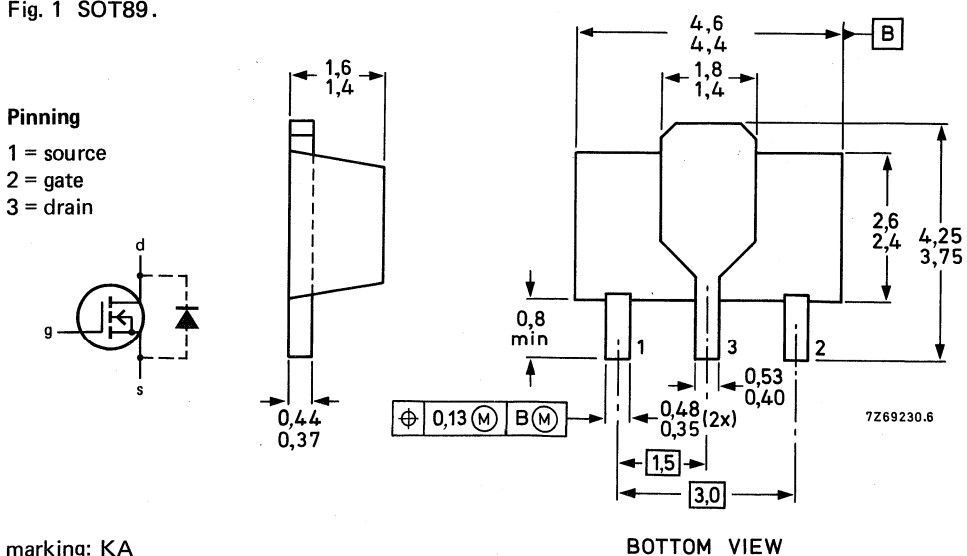 Fig. 1 SOT89.
Pinning
1 = source
2 = gate
3 = drain
d
g
s
1,6
1,4
0,44
0,37
4,6
4,4
B
1,8
1,4
2,6
2,4
4,25
3,75
0,8
min
1
3
2
0,53
0,40
⌖ 0,13 Ⓜ B Ⓜ
0,48
0,35 (2x)
1,5
3,0
7Z69230.6
marking: KA
BOTTOM VIEW